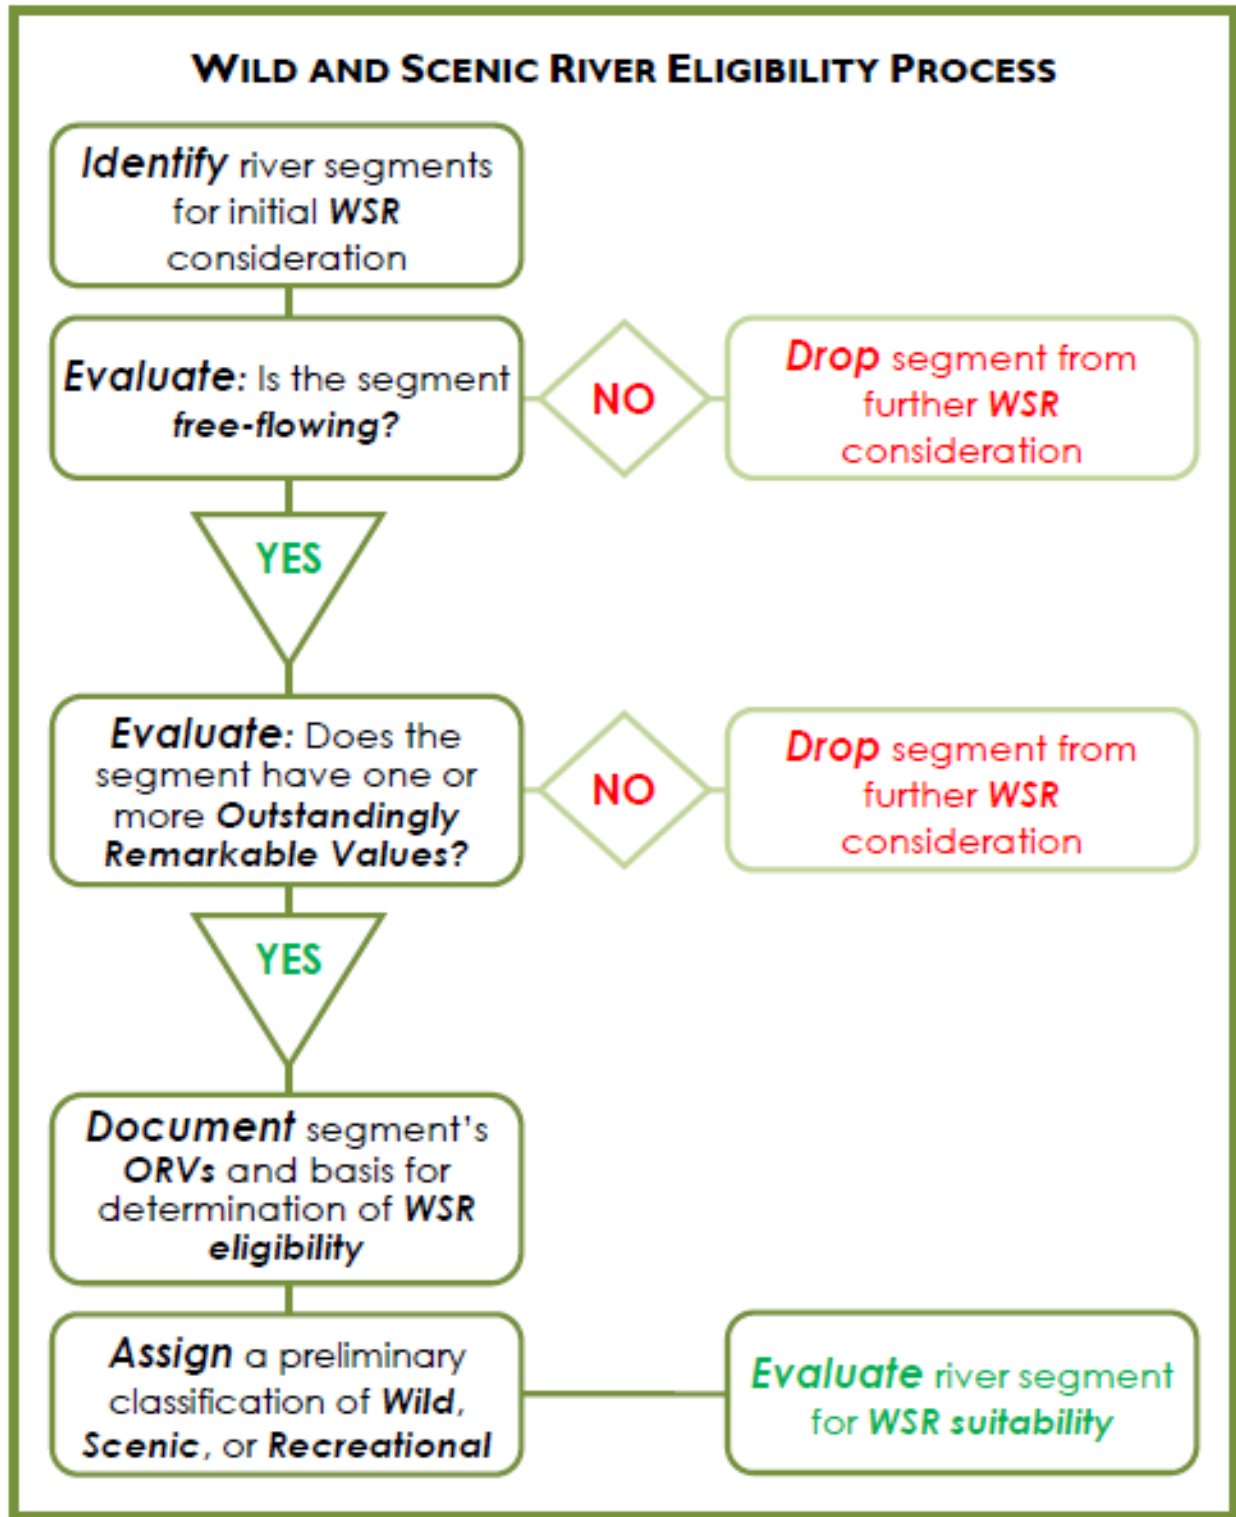 WILD AND SCENIC RIVER ELIGIBILITY PROCESS
Identify river segments
for initial WSR
consideration
Evaluate: Is the segment
free-flowing?
NO
Drop segment from
further WSR
consideration
YES
Evaluate: Does the
segment have one or
more Outstandingly
Remarkable Values?
NO
Drop segment from
further WSR
consideration
YES
Document segment's
ORVs and basis for
determination of WSR
eligibility
Assign a preliminary
classification of Wild,
Scenic, or Recreational
Evaluate river segment
for WSR suitability